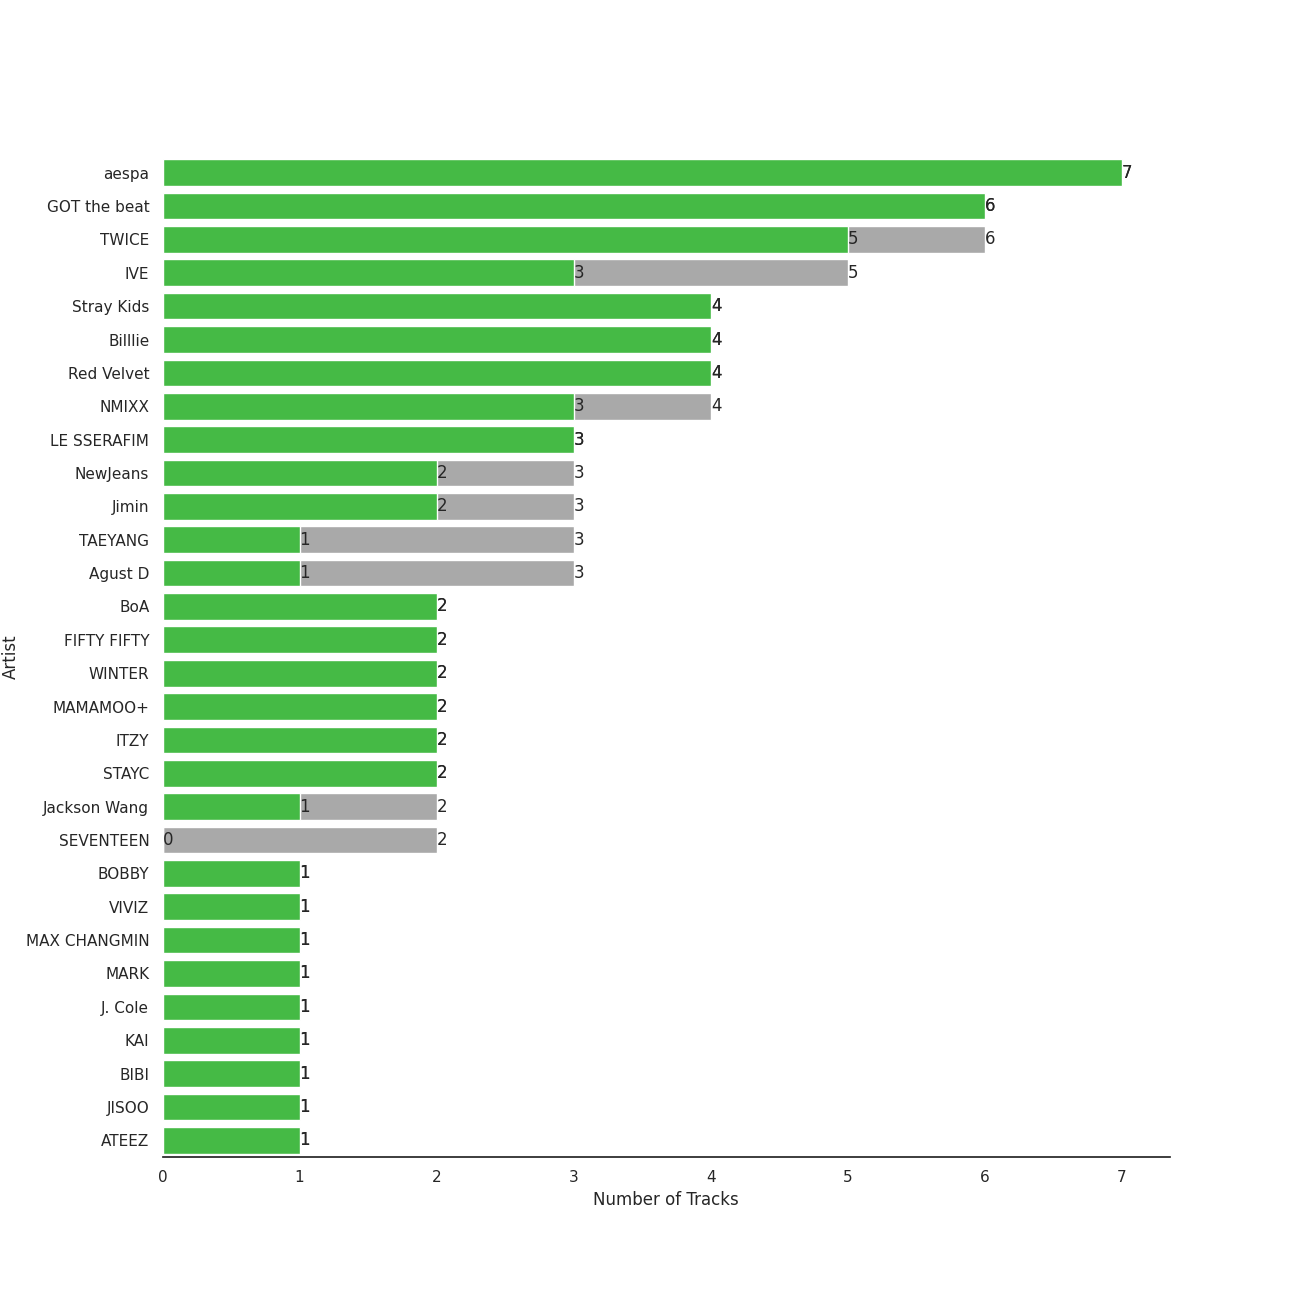 aespa 7
GOT the beat 6
TWICE 5 6
IVE 3 5
Stray Kids 4
Billlie 4
Red Velvet 4
NMIXX 3 4
LE SSERAFIM 3
NewJeans 2 3
Jimin 2 3
TAEYANG 1 3
Agust D 1 3
BoA 2
FIFTY FIFTY 2
WINTER 2
MAMAMOO+ 2
ITZY 2
STAYC 2
Jackson Wang 1 2
SEVENTEEN 0 2
BOBBY 1
VIVIZ 1
MAX CHANGMIN 1
MARK 1
J. Cole 1
KAI 1
BIBI 1
JISOO 1
ATEEZ 1
Artist
0 1 2 3 4 5 6 7
Number of Tracks